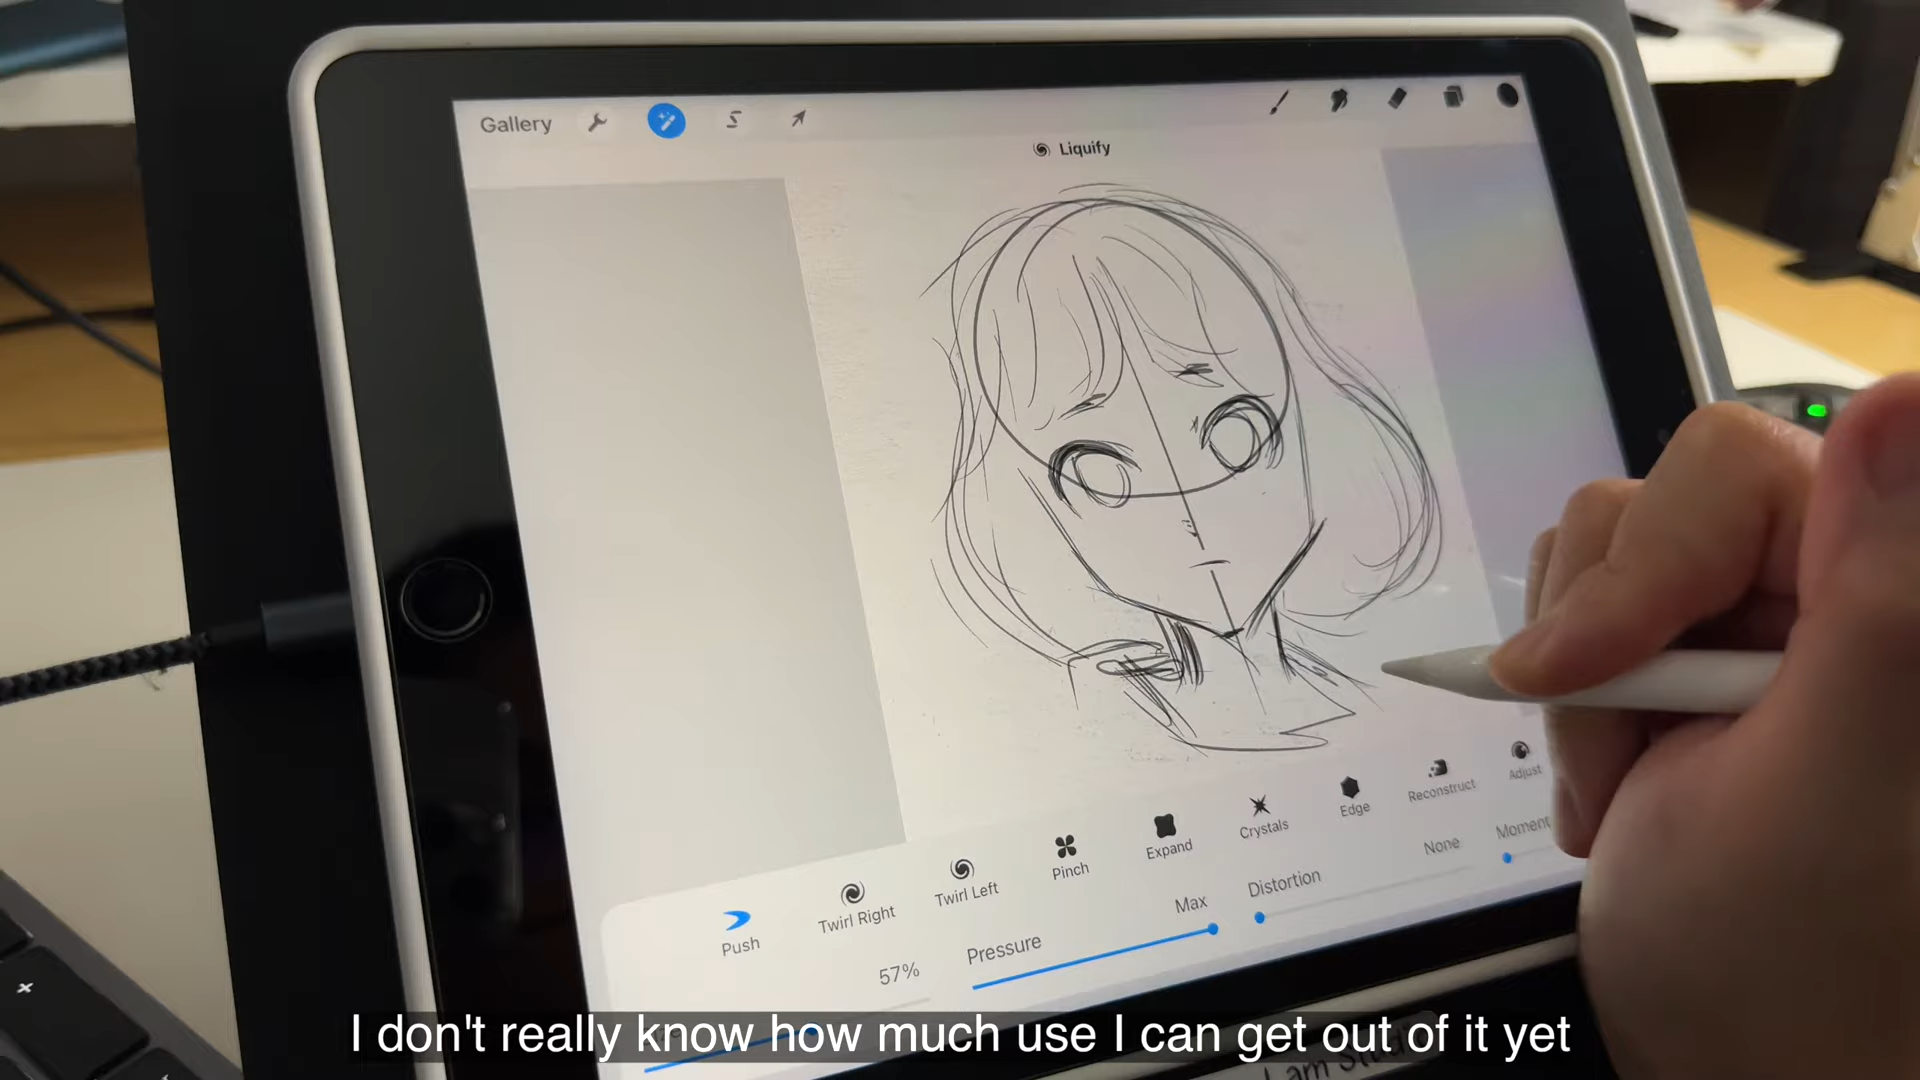 Gallery
Liquify
Push
Twirl Right
Twirl Left
Pinch
Expand
Crystals
Edge
Reconstruct
Adjust
57%
Pressure
Max
Distortion
None
I don't really know how much use I can get out of it yet
I am
x